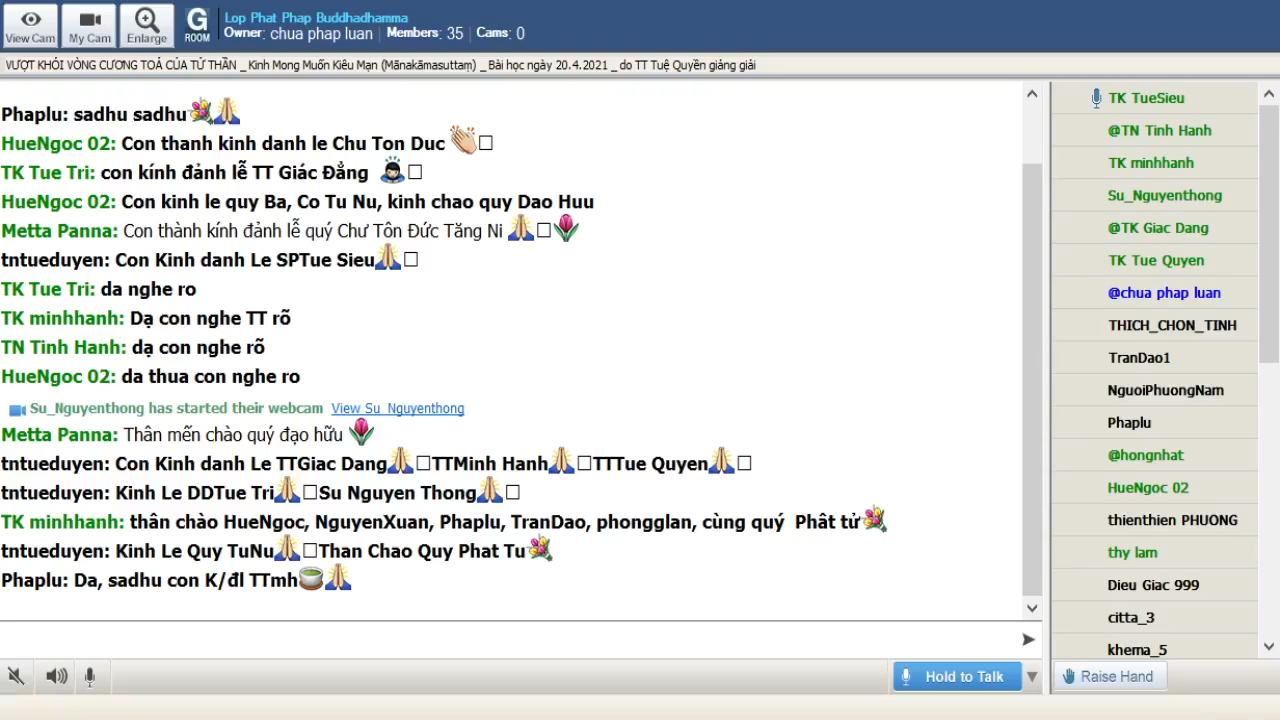 View Cam
My Cam
Enlarge
G
ROOM
Lop Phat Phap Buddhadhamma
Owner: chua phap luan Members: 35 Cams: 0
VƯỢT KHỎI VÒNG CƯƠNG TOẢ CỦA TỬ THẦN _ Kinh Mong Muốn Kiêu Mạn (Mānakāmasuttaṃ) _ Bài học ngày 20.4.2021 _ do TT Tuệ Quyền giảng giải
Phaplu: sadhu sadhu
HueNgoc 02: Con thanh kinh danh le Chu Ton Duc
TK Tue Tri: con kính đảnh lễ TT Giác Đẳng
HueNgoc 02: Con kinh le quy Ba, Co Tu Nu, kinh chao quy Dao Huu
Metta Panna: Con thành kính đảnh lễ quý Chư Tôn Đức Tăng Ni
tntueduyen: Con Kinh danh Le SPTue Sieu
TK Tue Tri: da nghe ro
TK minhhanh: Dạ con nghe TT rõ
TN Tinh Hanh: dạ con nghe rõ
HueNgoc 02: da thua con nghe ro
Su_Nguyenthong has started their webcam View Su_Nguyenthong
Metta Panna: Thân mến chào quý đạo hữu
tntueduyen: Con Kinh danh Le TTGiac Dang TTMinh Hanh TTTue Quyen
tntueduyen: Kinh Le DDTue Tri Su Nguyen Thong
TK minhhanh: thân chào HueNgoc, NguyenXuan, Phaplu, TranDao, phongglan, cùng quý Phât tử
tntueduyen: Kinh Le Quy TuNu Than Chao Quy Phat Tu
Phaplu: Da, sadhu con K/đl TTmh
TK TueSieu
@TN Tinh Hanh
TK minhhanh
Su_Nguyenthong
@TK Giac Dang
TK Tue Quyen
@chua phap luan
THICH_CHON_TINH
TranDao1
NguoiPhuongNam
Phaplu
@hongnhat
HueNgoc 02
thienthien PHUONG
thy lam
Dieu Giac 999
citta_3
khema_5
Hold to Talk
Raise Hand